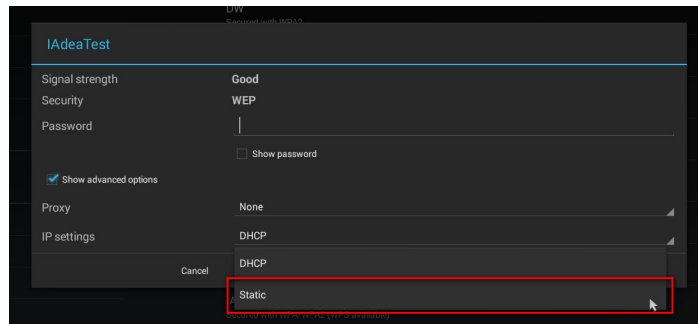 DW
Secured with WPA2
IAdeaTest
Signal strength Good
Security WEP
Password
Show password
Show advanced options
Proxy None
IP settings DHCP
DHCP
Cancel
Static
Secured with WPA/WPA2 (WPS available)